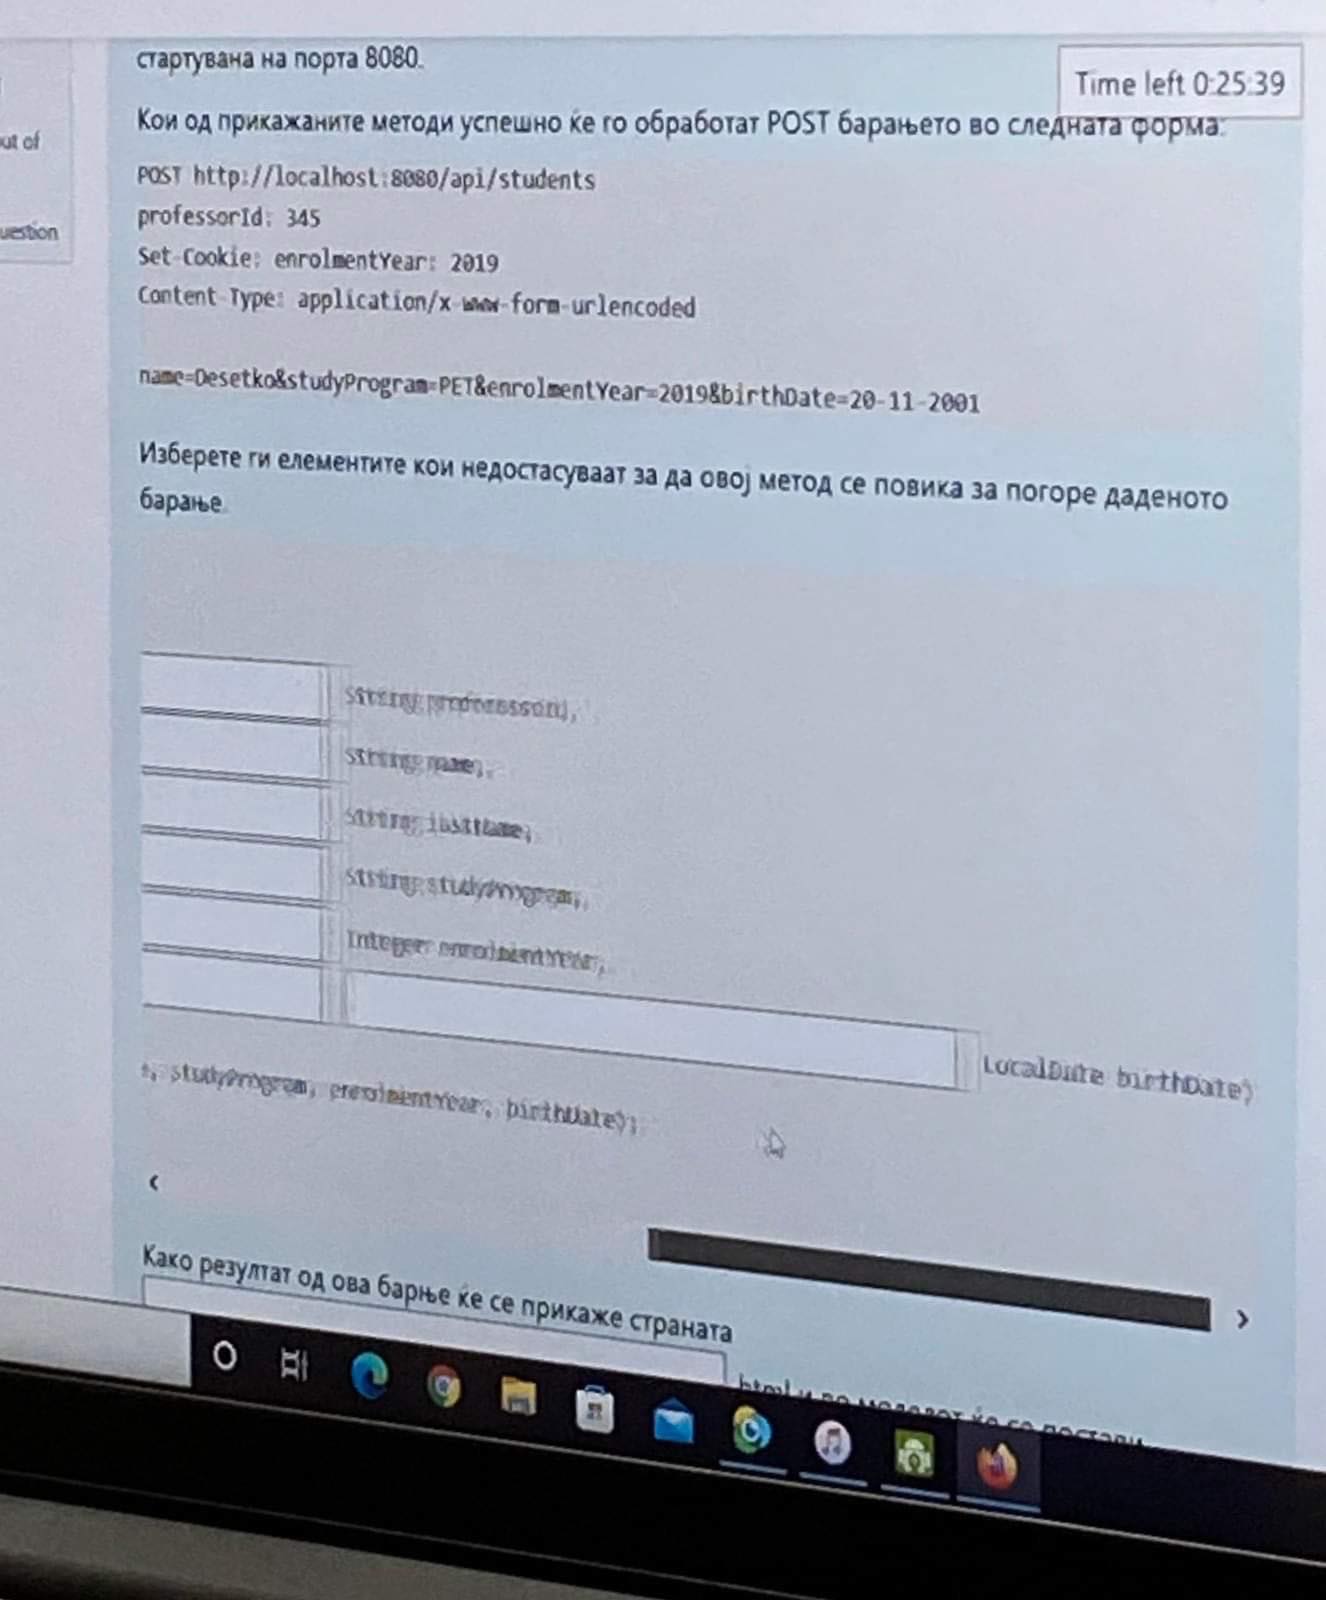 стартувана на порта 8080.
Time left 0:25:39
Кои од прикажаните методи успешно ќе го обработат POST барањето во следната форма:
out of
POST http://localhost:8080/api/students
professorId: 345
question
Set-Cookie: enrolmentYear: 2019
Content-Type: application/x-www-form-urlencoded
name=Desetko&studyProgram=PET&enrolmentYear=2019&birthDate=20-11-2001
Изберете ги елементите кои недостасуваат за да овој метод се повика за погоре даденото
барање.
String
String name,
String lastName,
String studyProgram,
Integer enrolmentYear,
LocalDate birthDate)
, studyProgram, enrolmentYear, birthDate);
Како резултат од ова барње ќе се прикаже страната
html и во моделот ќе се постави